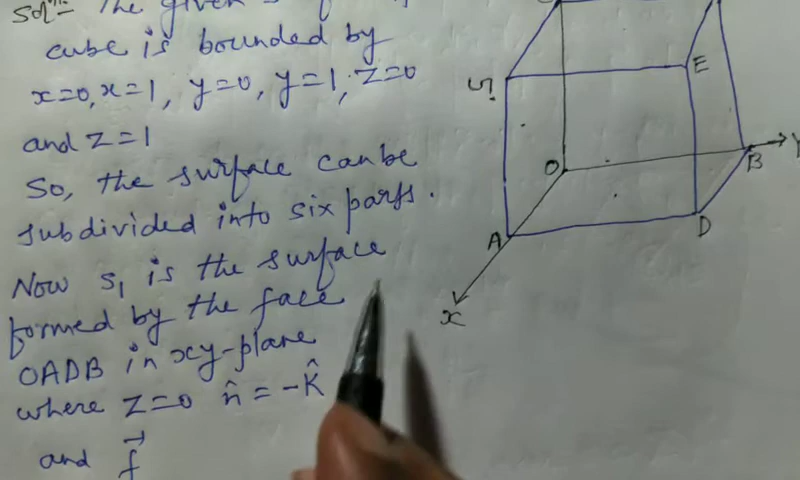 Solⁿ:- The given
cube is bounded by
x=0, x=1, y=0, y=1, z=0
and z=1
So, the surface can be
subdivided into six parts.
Now S₁ is the surface
formed by the face
OADB in xy-plane
where z=0 n̂ = -k̂
and f⃗
G
E
O
B
Y
A
D
x